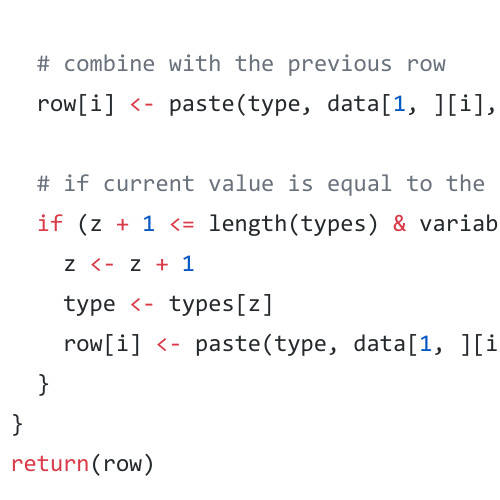 # combine with the previous row
row[i] <- paste(type, data[1, ][i],
# if current value is equal to the
if (z + 1 <= length(types) & variab
z <- z + 1
type <- types[z]
row[i] <- paste(type, data[1, ][i
}
}
return(row)